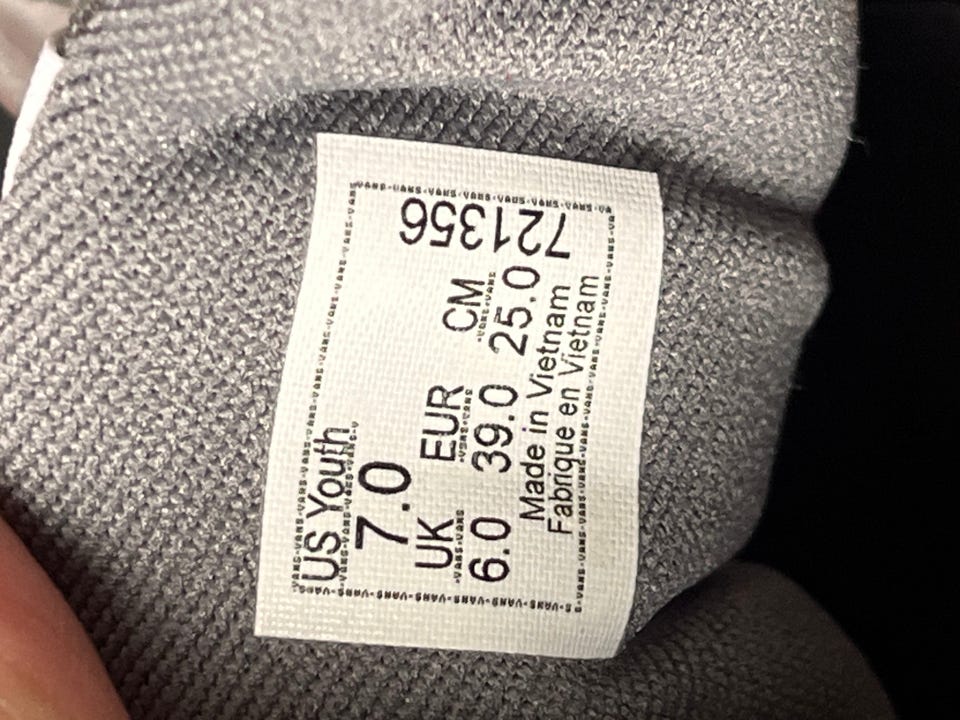 US Youth
7.0
UK EUR CM
6.0 39.0 25.0
Made in Vietnam
Fabrique en Vietnam
721356